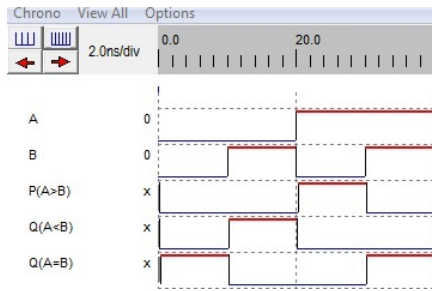 Chrono View All Options
2.0ns/div 0.0 20.0
A 0
B 0
P(A>B) x
Q(A<B) x
Q(A=B) x